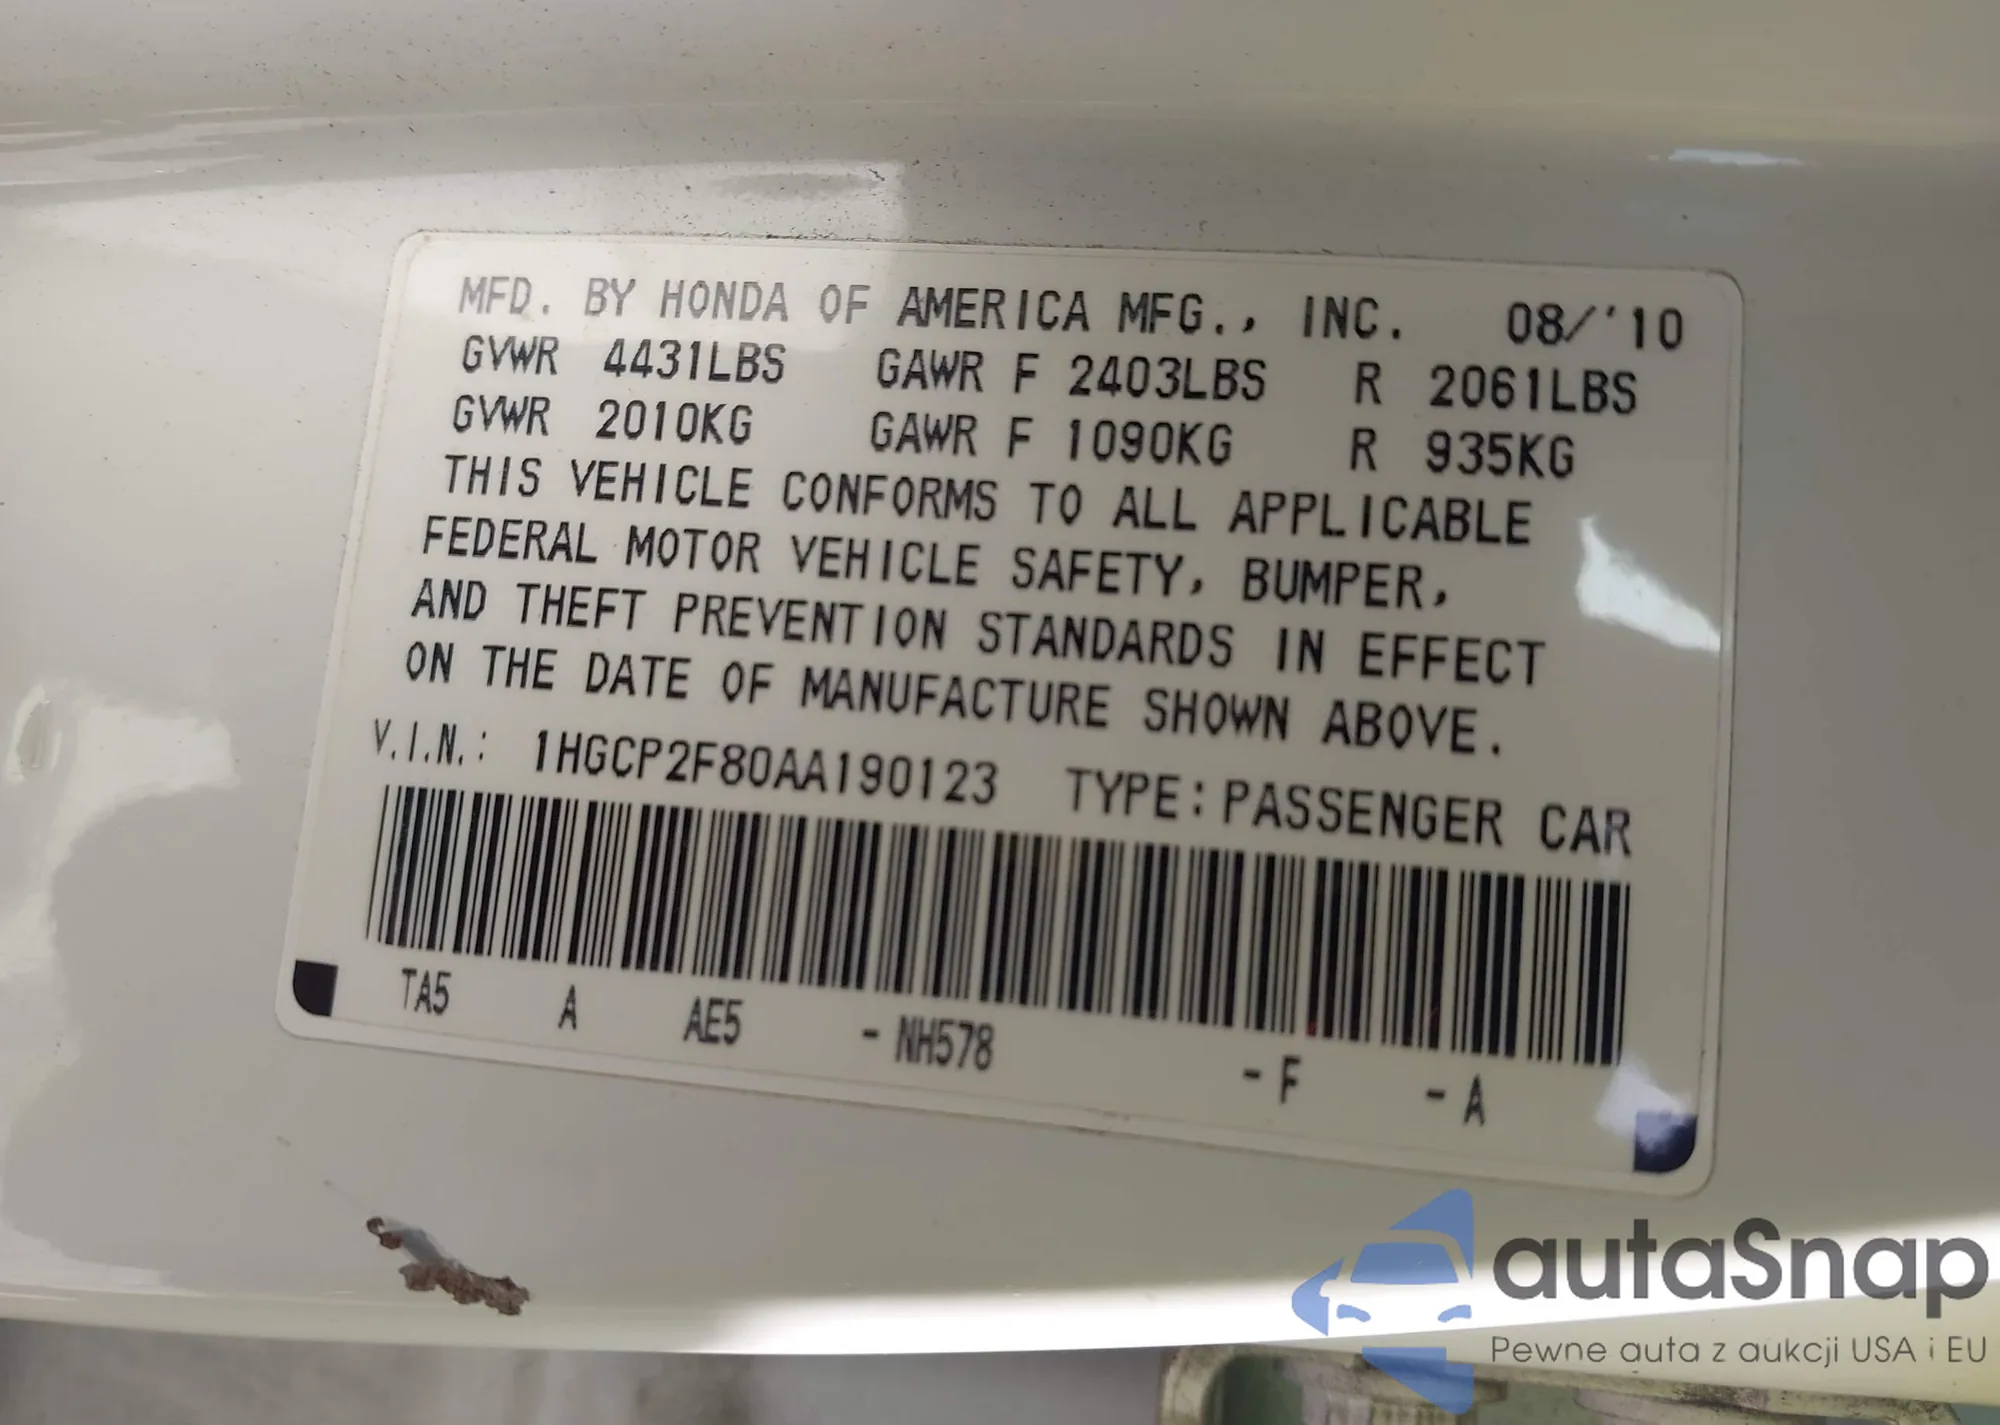 MFD. BY HONDA OF AMERICA MFG., INC. 08/'10
GVWR 4431LBS GAWR F 2403LBS R 2061LBS
GVWR 2010KG GAWR F 1090KG R 935KG
THIS VEHICLE CONFORMS TO ALL APPLICABLE
FEDERAL MOTOR VEHICLE SAFETY, BUMPER,
AND THEFT PREVENTION STANDARDS IN EFFECT
ON THE DATE OF MANUFACTURE SHOWN ABOVE.
V.I.N.: 1HGCP2F80AA190123 TYPE: PASSENGER CAR
TA5 A AE5 - NH578 - F - A
autaSnap
Pewne auta z aukcji USA i EU